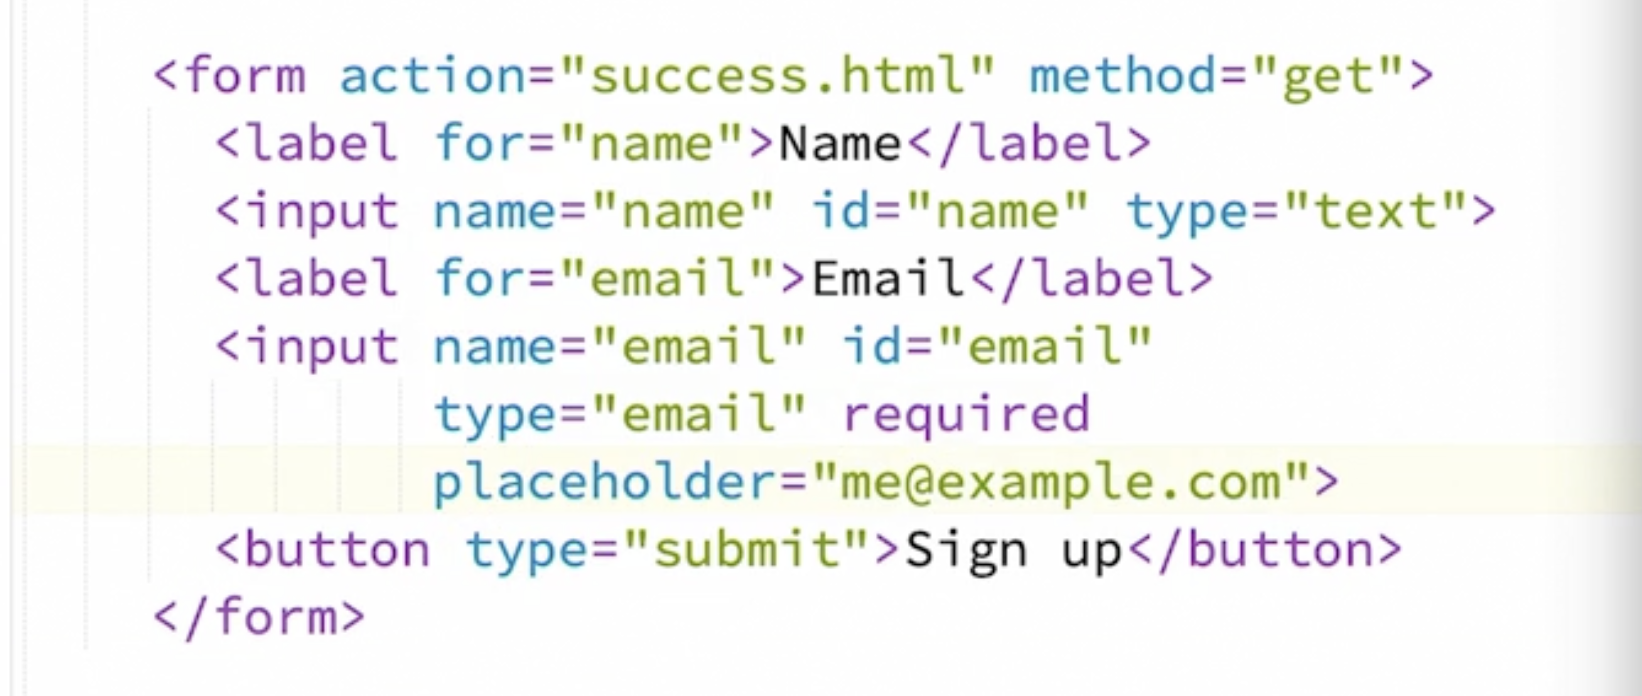 <form action="success.html" method="get">
<label for="name">Name</label>
<input name="name" id="name" type="text">
<label for="email">Email</label>
<input name="email" id="email"
type="email" required
placeholder="me@example.com">
<button type="submit">Sign up</button>
</form>